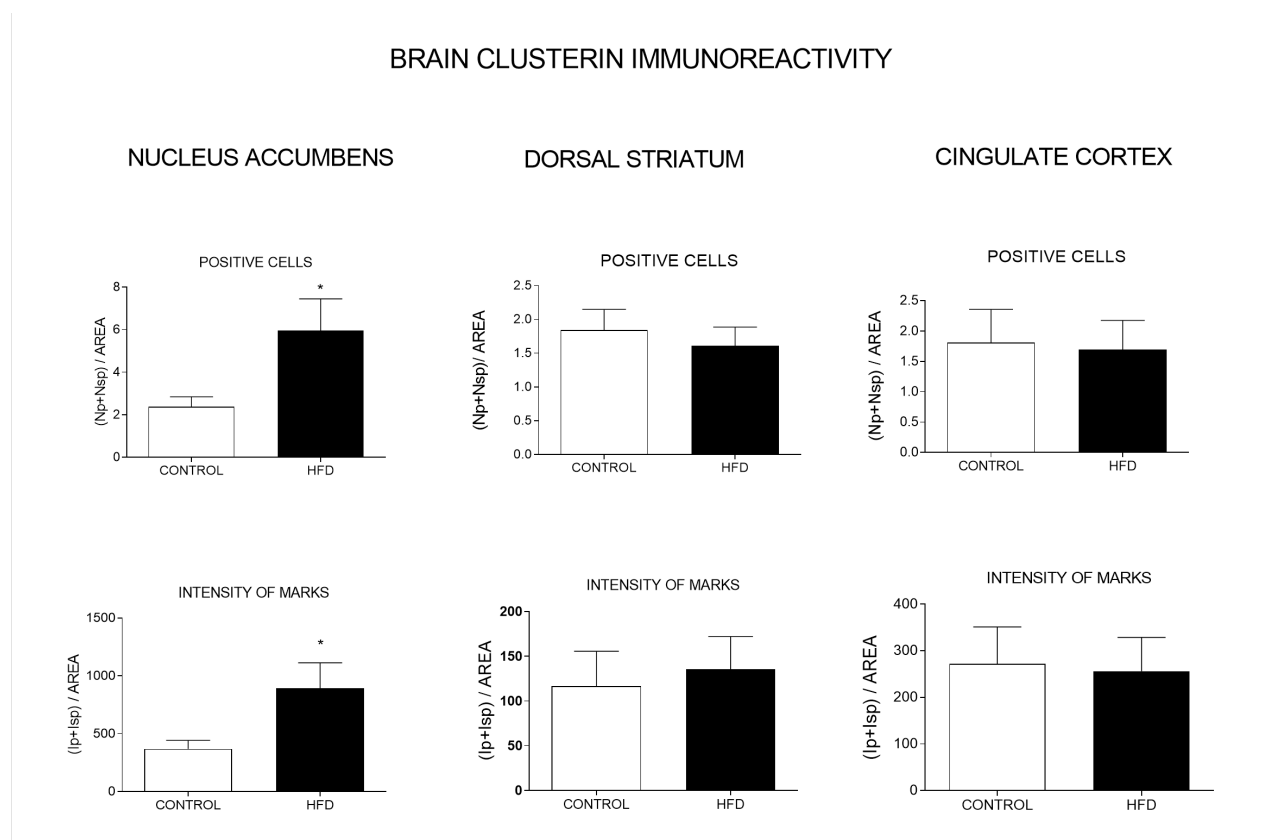 BRAIN CLUSTERIN IMMUNOREACTIVITY
NUCLEUS ACCUMBENS
DORSAL STRIATUM
CINGULATE CORTEX
POSITIVE CELLS
(Np+Nsp) / AREA
8
6
4
2
0
*
CONTROL
HFD
POSITIVE CELLS
(Np+Nsp)/ AREA
2.5
2.0
1.5
1.0
0.5
0.0
CONTROL
HFD
POSITIVE CELLS
(Np+Nsp) / AREA
2.5
2.0
1.5
1.0
0.5
0.0
CONTROL
HFD
INTENSITY OF MARKS
(Ip+Isp) / AREA
1500
1000
500
0
*
CONTROL
HFD
INTENSITY OF MARKS
(Ip+Isp) / AREA
200
150
100
50
0
CONTROL
HFD
INTENSITY OF MARKS
(Ip+Isp) / AREA
400
300
200
100
0
CONTROL
HFD